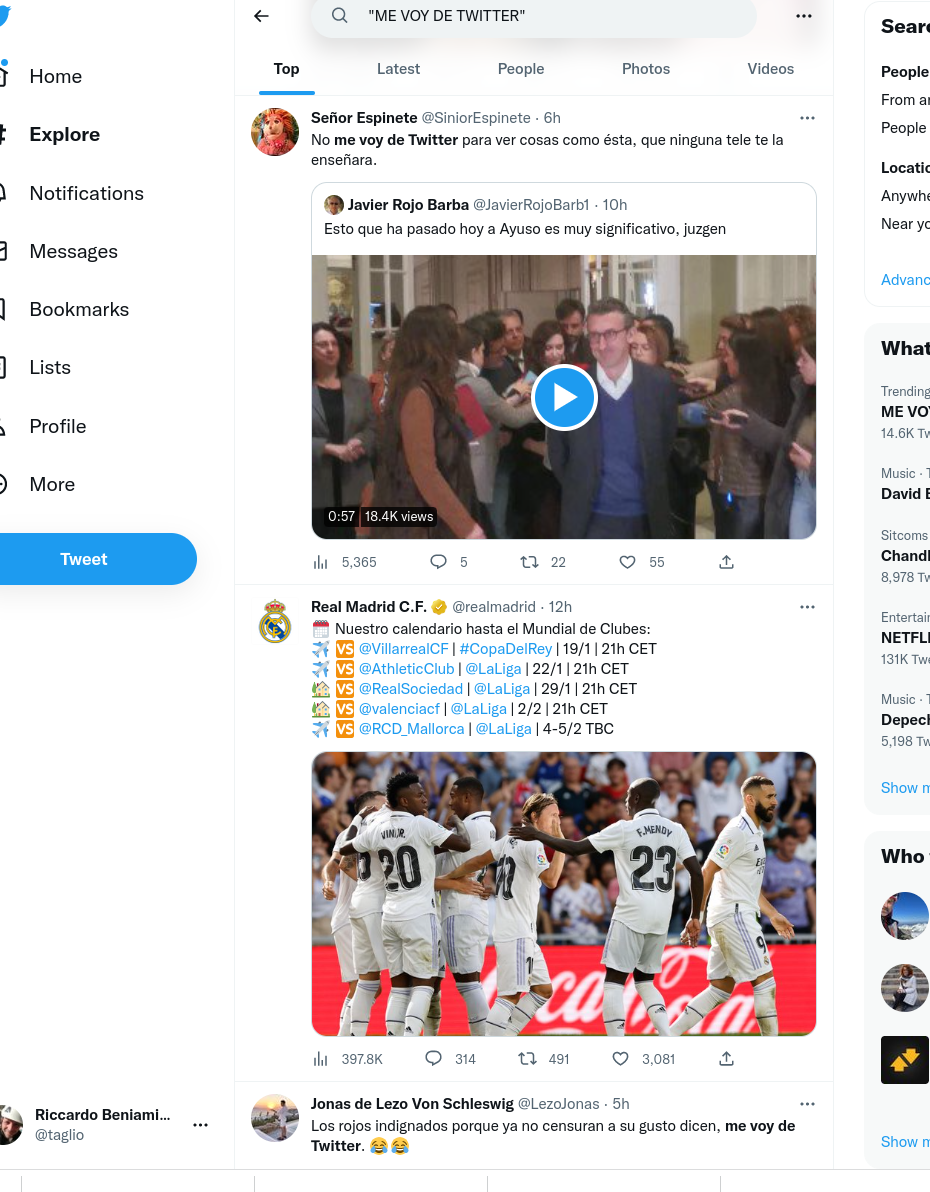 "ME VOY DE TWITTER"
Home
Explore
Notifications
Messages
Bookmarks
Lists
Profile
More
Tweet
Riccardo Beniami...
@taglio
Top
Latest
People
Photos
Videos
Señor Espinete @SiniorEspinete · 6h
No me voy de Twitter para ver cosas como ésta, que ninguna tele te la
enseñara.
Javier Rojo Barba @JavierRojoBarb1 · 10h
Esto que ha pasado hoy a Ayuso es muy significativo, juzgen
0:57 18.4K views
5,365 5 22 55
Real Madrid C.F. @realmadrid · 12h
🗓️ Nuestro calendario hasta el Mundial de Clubes:
✈️ 🆚 @VillarrealCF | #CopaDelRey | 19/1 | 21h CET
✈️ 🆚 @AthleticClub | @LaLiga | 22/1 | 21h CET
🏡 🆚 @RealSociedad | @LaLiga | 29/1 | 21h CET
🏡 🆚 @valenciacf | @LaLiga | 2/2 | 21h CET
✈️ 🆚 @RCD_Mallorca | @LaLiga | 4-5/2 TBC
VINI JR.
20
10
F. MENDY
23
9
397.8K 314 491 3,081
Jonas de Lezo Von Schleswig @LezoJonas · 5h
Los rojos indignados porque ya no censuran a su gusto dicen, me voy de
Twitter. 😂😂
Sear
People
From a
People
Locatio
Anywhe
Near yo
Advanc
What
Trending
ME VOY
14.6K Tw
Music · T
David B
Sitcoms
Chandl
8,978 Tw
Entertai
NETFLI
131K Twe
Music · T
Depech
5,198 Tw
Show m
Who
Show m